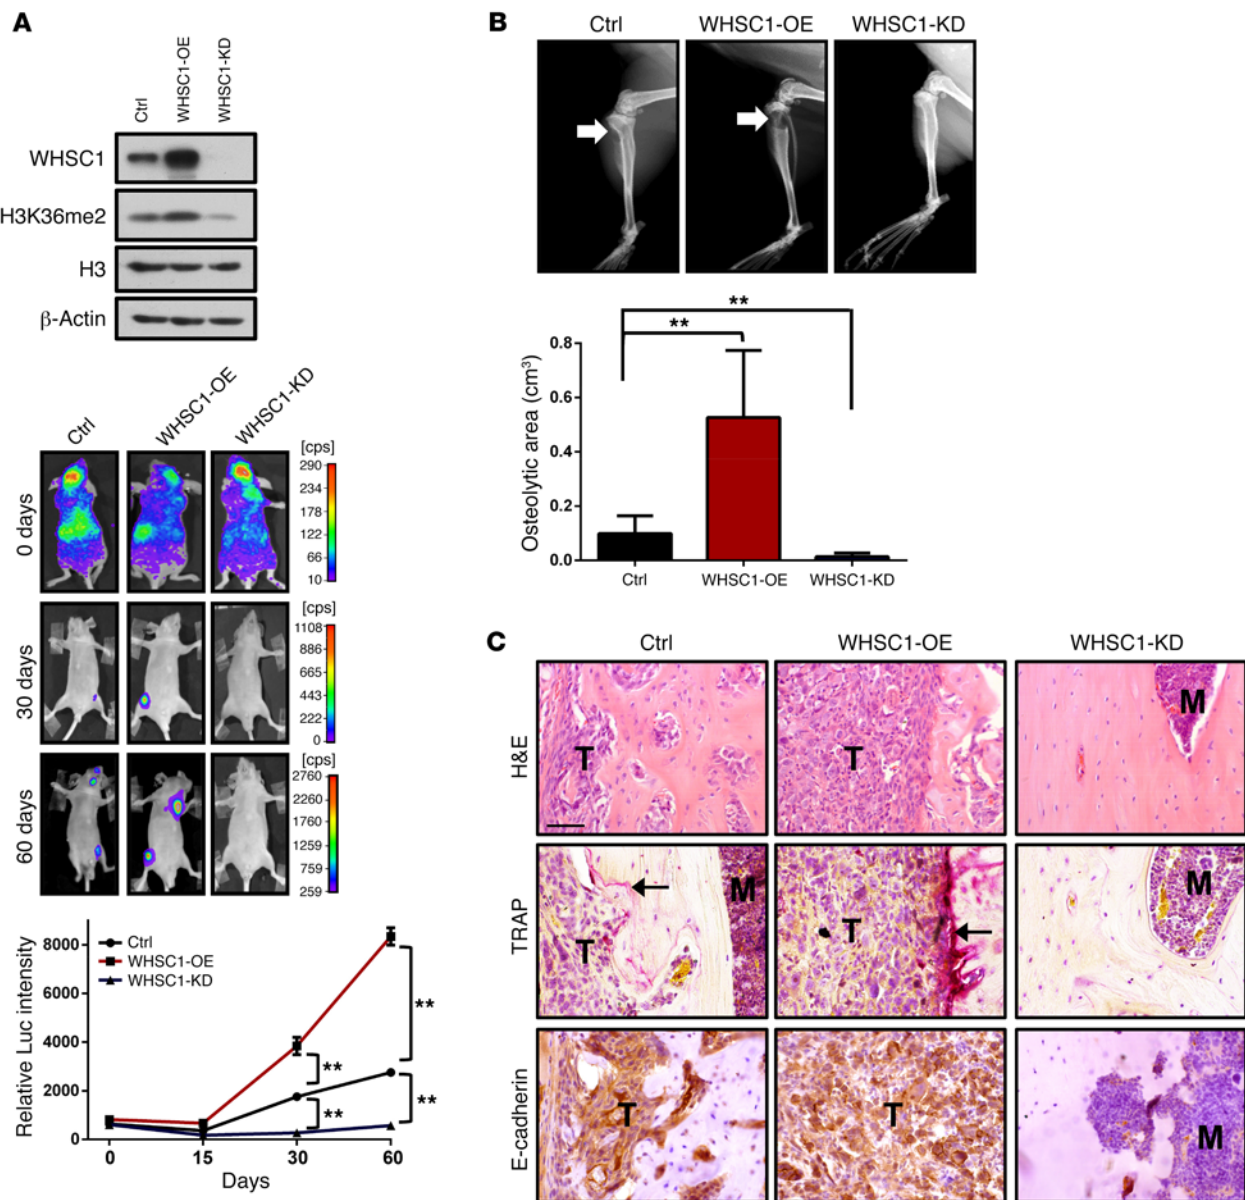 A
Ctrl
WHSC1-OE
WHSC1-KD
WHSC1
H3K36me2
H3
β-Actin
Ctrl
WHSC1-OE
WHSC1-KD
0 days
[cps]
290
234
178
122
66
10
30 days
[cps]
1108
886
665
443
222
0
60 days
[cps]
2760
2260
1760
1259
759
259
Relative Luc intensity
8000
6000
4000
2000
0
Ctrl
WHSC1-OE
WHSC1-KD
**
**
**
**
0 15 30 60
Days
B
Ctrl WHSC1-OE WHSC1-KD
**
**
Osteolytic area (cm³)
0.8
0.6
0.4
0.2
0.0
Ctrl WHSC1-OE WHSC1-KD
C
Ctrl WHSC1-OE WHSC1-KD
H&E
T T M
TRAP
T M T M
E-cadherin
T T M